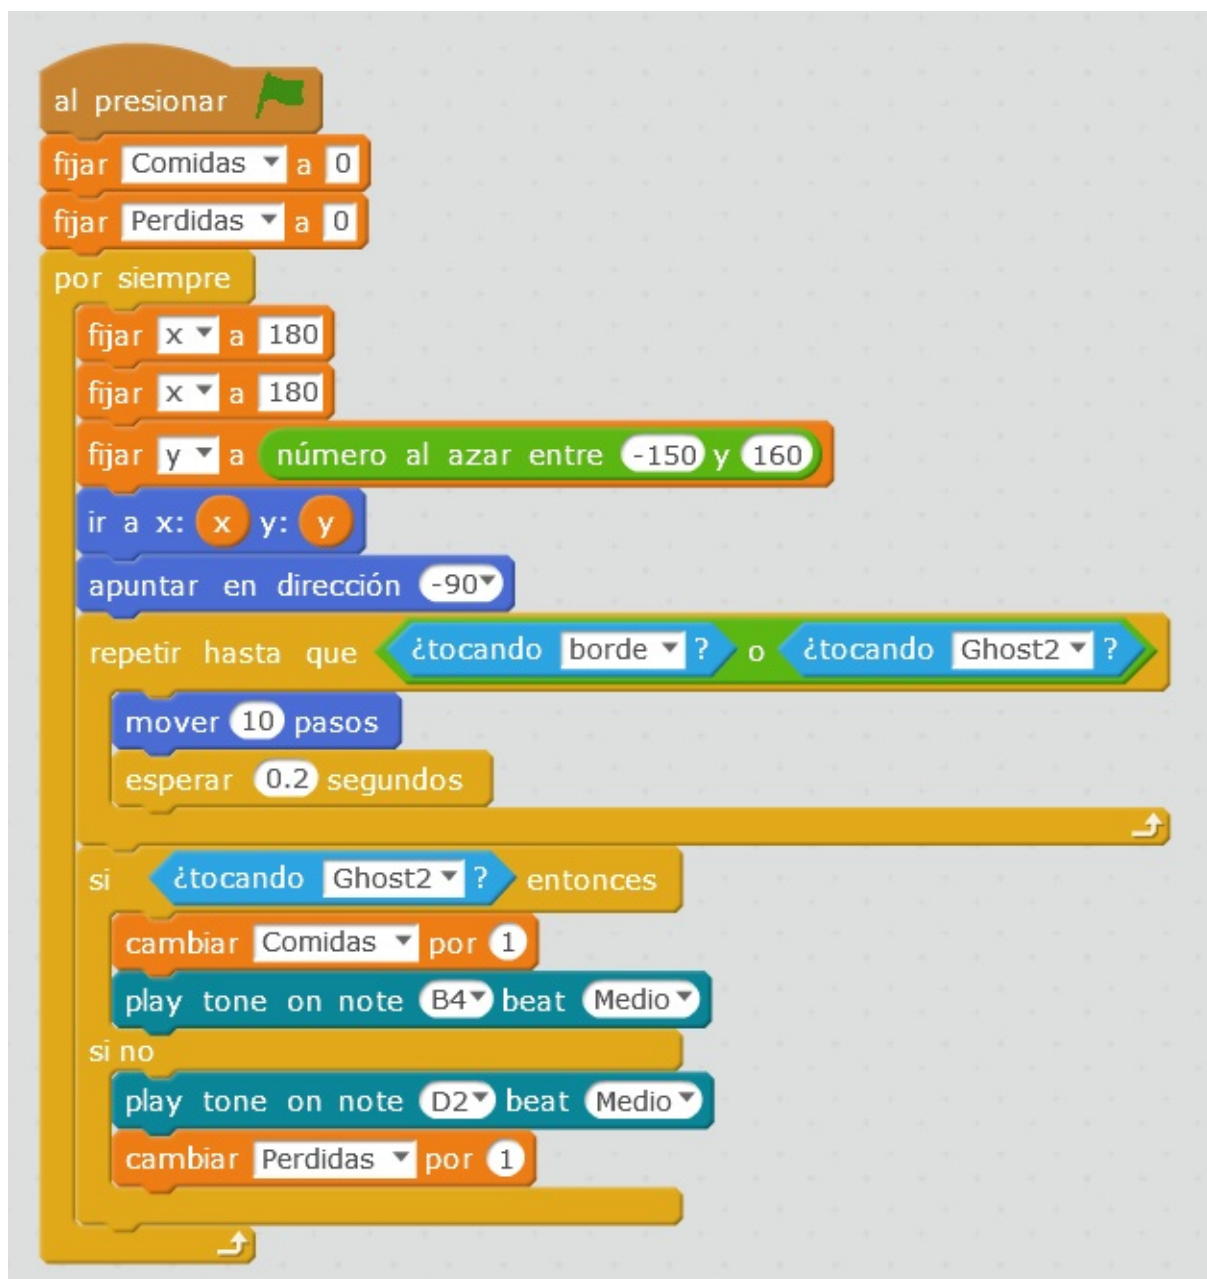 al presionar
fijar Comidas a 0
fijar Perdidas a 0
por siempre
fijar x a 180
fijar x a 180
fijar y a número al azar entre -150 y 160
ir a x: x y: y
apuntar en dirección -90
repetir hasta que ¿tocando borde ? o ¿tocando Ghost2 ?
mover 10 pasos
esperar 0.2 segundos
si ¿tocando Ghost2 ? entonces
cambiar Comidas por 1
play tone on note B4 beat Medio
si no
play tone on note D2 beat Medio
cambiar Perdidas por 1